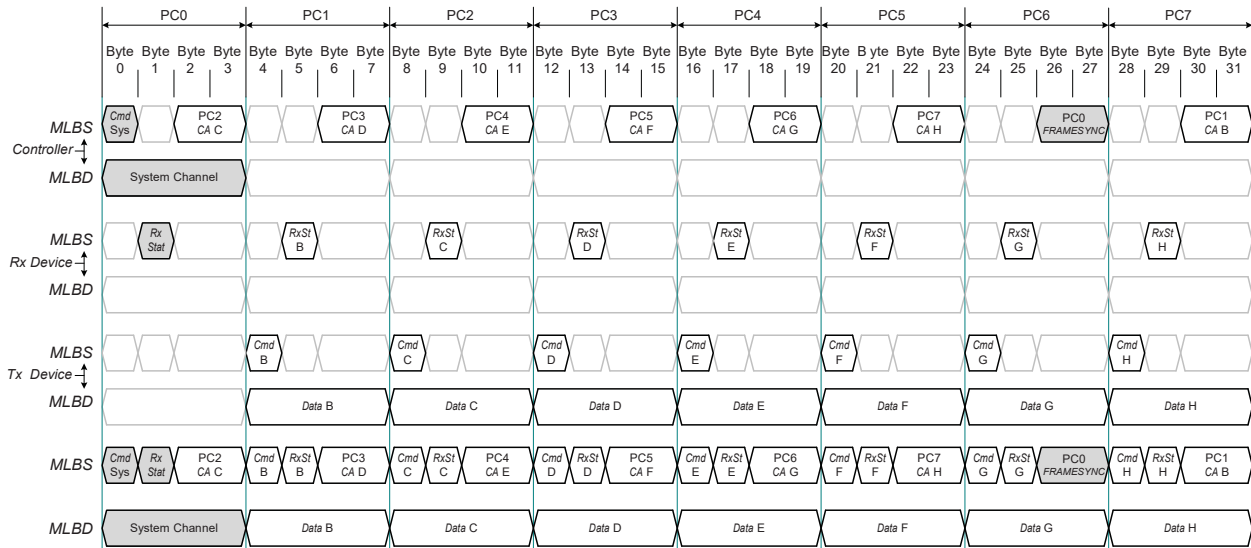 PC0 PC1 PC2 PC3 PC4 PC5 PC6 PC7
Byte Byte Byte Byte Byte Byte Byte Byte Byte Byte Byte Byte Byte Byte Byte Byte Byte Byte Byte Byte Byte B yte Byte Byte Byte Byte Byte Byte Byte Byte Byte Byte
0 1 2 3 4 5 6 7 8 9 10 11 12 13 14 15 16 17 18 19 20 21 22 23 24 25 26 27 28 29 30 31
Cmd PC2 PC3 PC4 PC5 PC6 PC7 PC0 PC1
MLBS Sys CA C CA D CA E CA F CA G CA H FRAMESYNC CA B
Controller
MLBD System Channel
Rx RxSt RxSt RxSt RxSt RxSt RxSt RxSt
MLBS Stat B C D E F G H
Rx Device
MLBD
Cmd Cmd Cmd Cmd Cmd Cmd Cmd
MLBS B C D E F G H
Tx Device
MLBD Data B Data C Data D Data E Data F Data G Data H
Cmd Rx PC2 Cmd RxSt PC3 Cmd RxSt PC4 Cmd RxSt PC5 Cmd RxSt PC6 Cmd RxSt PC7 Cmd RxSt PC0 Cmd RxSt PC1
MLBS Sys Stat CA C B B CA D C C CA E D D CA F E E CA G F F CA H G G FRAMESYNC H H CA B
MLBD System Channel Data B Data C Data D Data E Data F Data G Data H